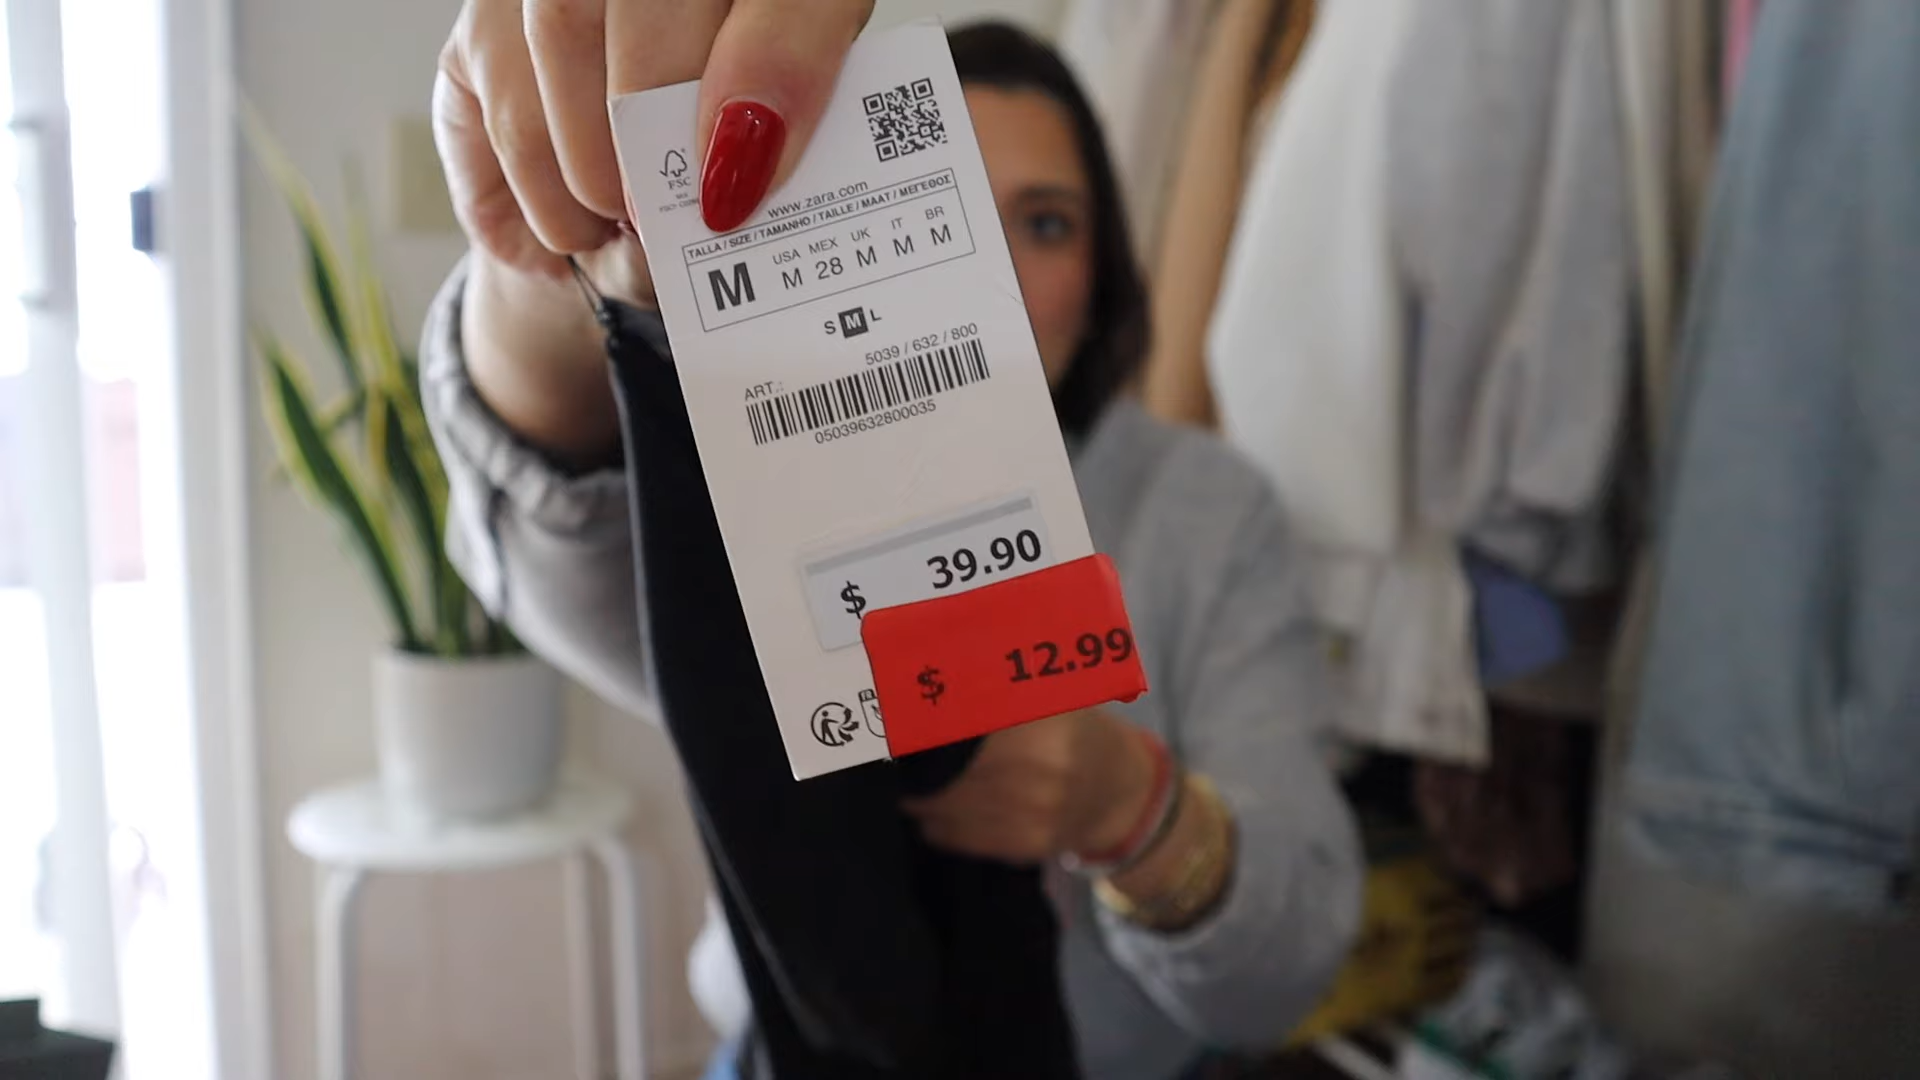 FSC
www.zara.com
TALLA / SIZE / TAMANHO / TAILLE / MAAT / ΜΕΓΕΘΟΣ
M
USA MEX UK IT BR
M 28 M M M
S M L
5039 / 632 / 800
ART.:
05039632800035
$ 39.90
$ 12.99